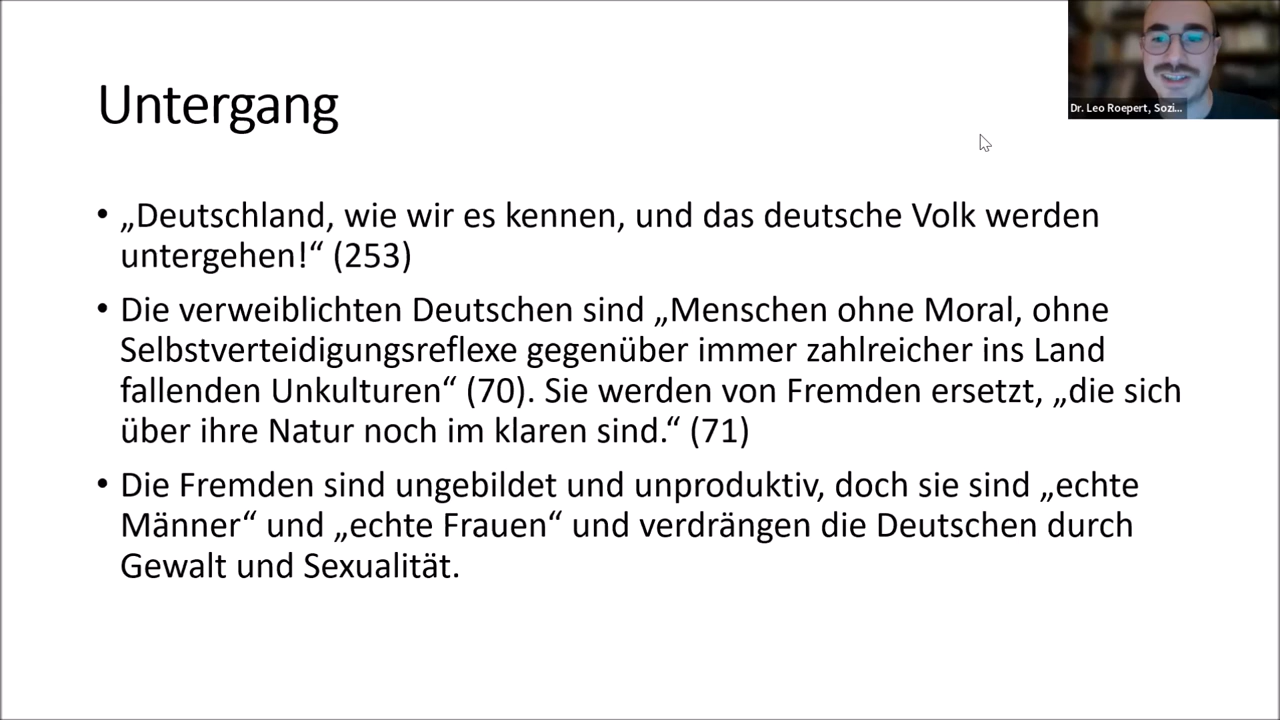 Untergang
Dr. Leo Roepert, Sozi...
• „Deutschland, wie wir es kennen, und das deutsche Volk werden
untergehen!“ (253)
• Die verweiblichten Deutschen sind „Menschen ohne Moral, ohne
Selbstverteidigungsreflexe gegenüber immer zahlreicher ins Land
fallenden Unkulturen“ (70). Sie werden von Fremden ersetzt, „die sich
über ihre Natur noch im klaren sind.“ (71)
• Die Fremden sind ungebildet und unproduktiv, doch sie sind „echte
Männer“ und „echte Frauen“ und verdrängen die Deutschen durch
Gewalt und Sexualität.